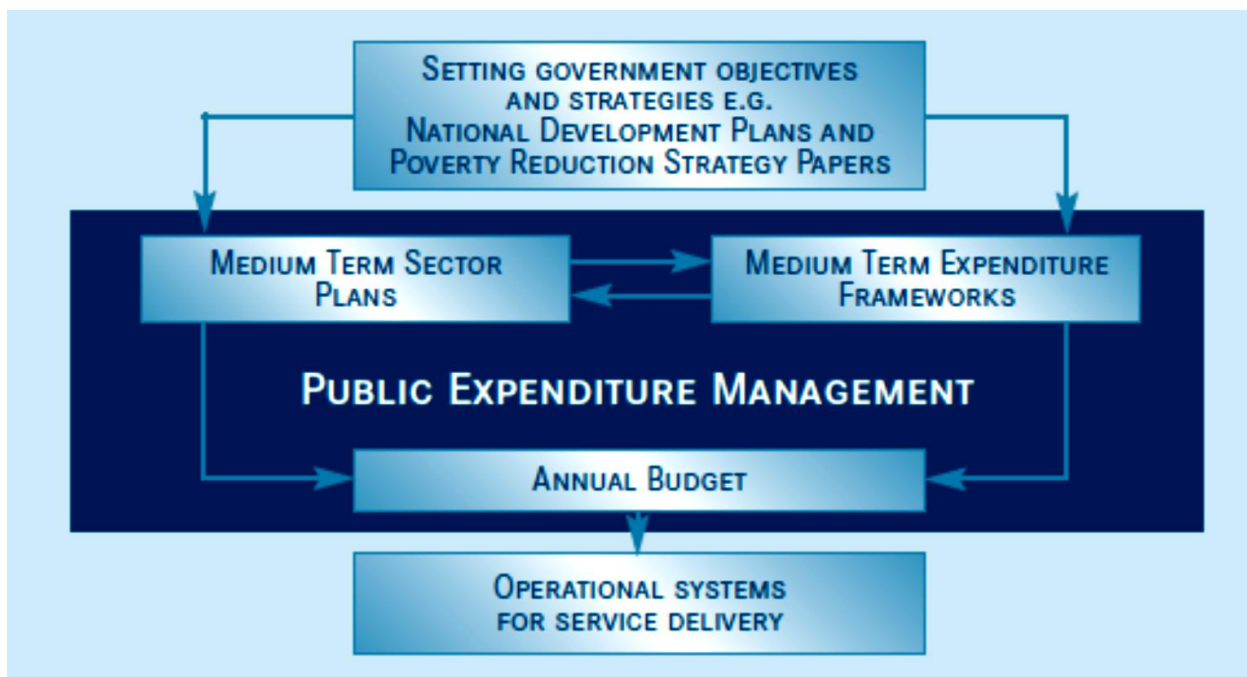 SETTING GOVERNMENT OBJECTIVES
AND STRATEGIES E.G.
NATIONAL DEVELOPMENT PLANS AND
POVERTY REDUCTION STRATEGY PAPERS
MEDIUM TERM SECTOR
PLANS
MEDIUM TERM EXPENDITURE
FRAMEWORKS
PUBLIC EXPENDITURE MANAGEMENT
ANNUAL BUDGET
OPERATIONAL SYSTEMS
FOR SERVICE DELIVERY